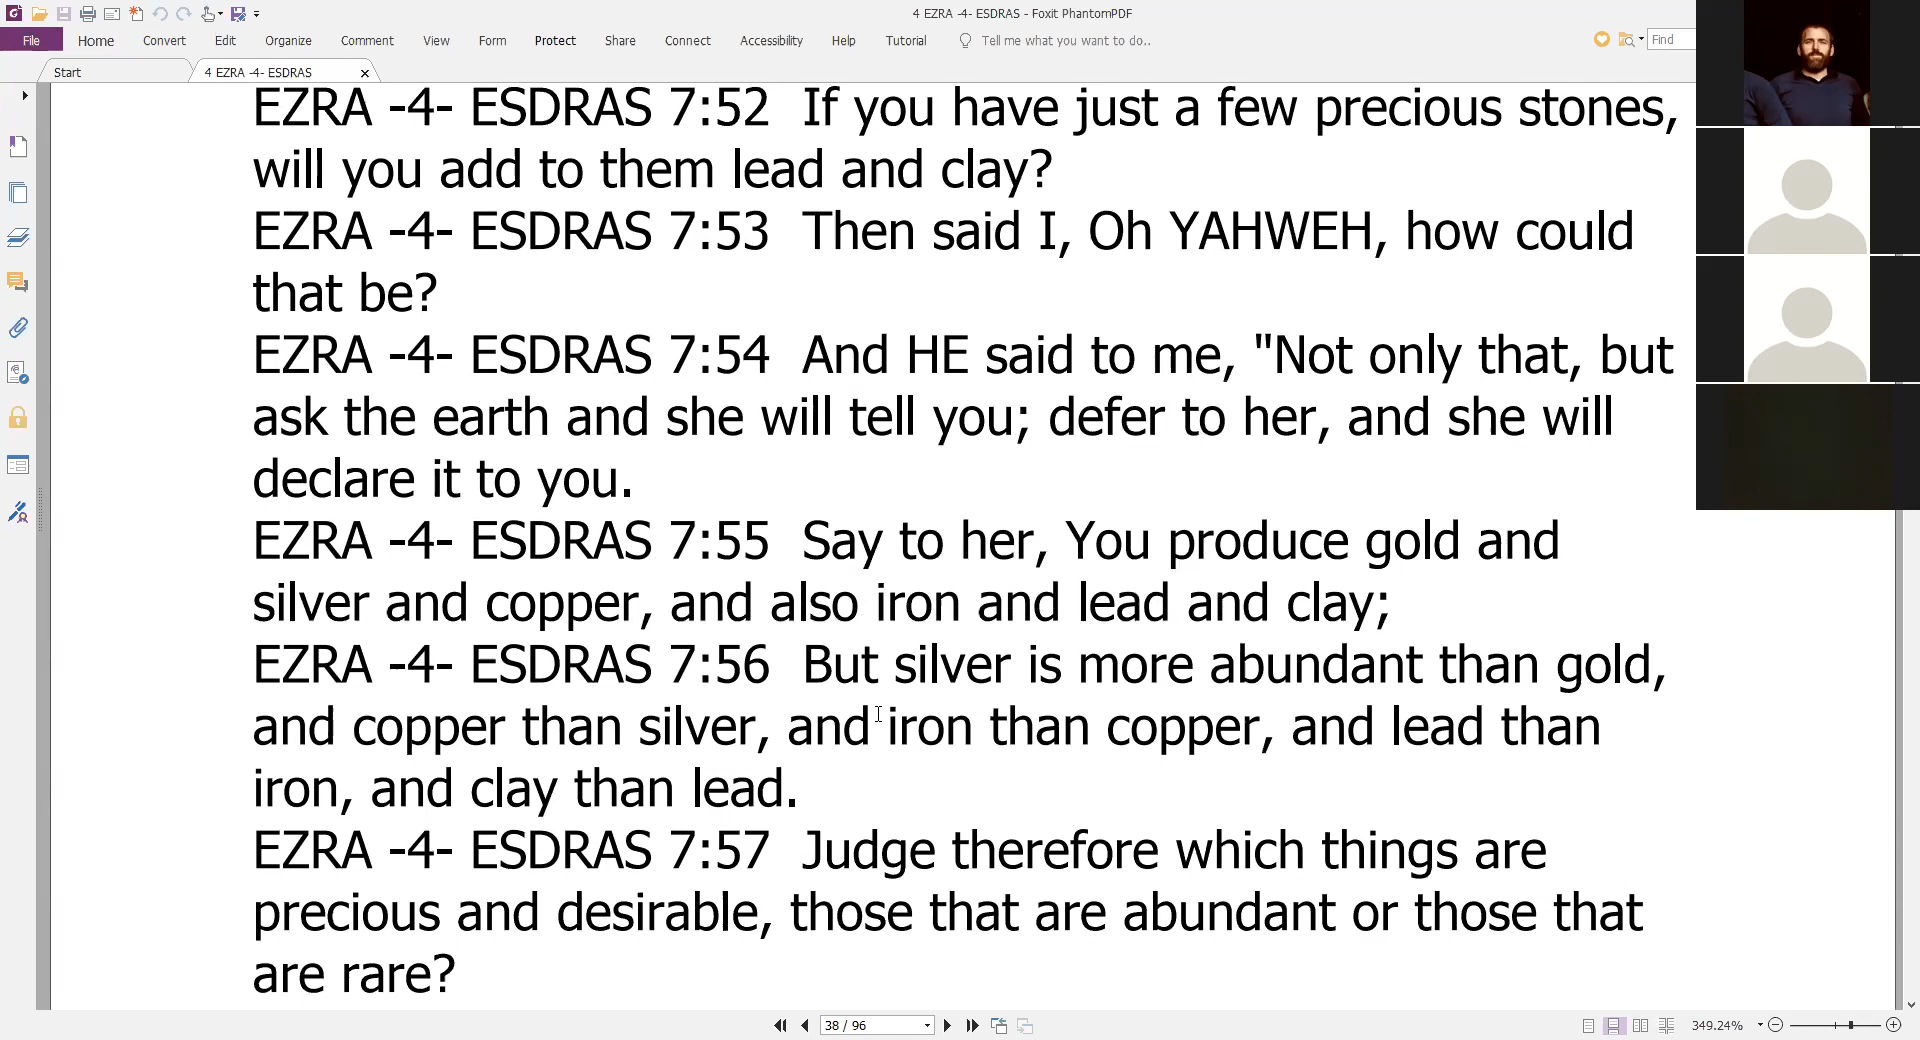 4 EZRA -4- ESDRAS - Foxit PhantomPDF
File Home Convert Edit Organize Comment View Form Protect Share Connect Accessibility Help Tutorial Tell me what you want to do.. Find
Start 4 EZRA -4- ESDRAS
EZRA -4- ESDRAS 7:52 If you have just a few precious stones,
will you add to them lead and clay?
EZRA -4- ESDRAS 7:53 Then said I, Oh YAHWEH, how could
that be?
EZRA -4- ESDRAS 7:54 And HE said to me, "Not only that, but
ask the earth and she will tell you; defer to her, and she will
declare it to you.
EZRA -4- ESDRAS 7:55 Say to her, You produce gold and
silver and copper, and also iron and lead and clay;
EZRA -4- ESDRAS 7:56 But silver is more abundant than gold,
and copper than silver, and iron than copper, and lead than
iron, and clay than lead.
EZRA -4- ESDRAS 7:57 Judge therefore which things are
precious and desirable, those that are abundant or those that
are rare?
38 / 96 349.24%